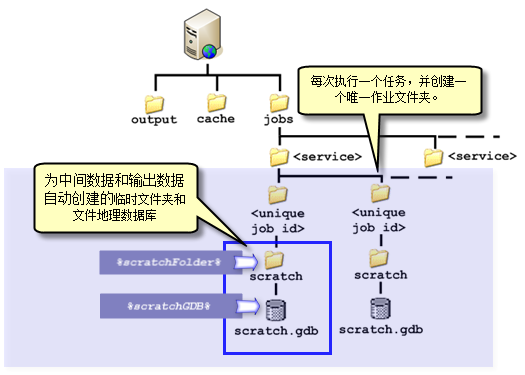 每次执行一个任务，并创建一
个唯一作业文件夹。
output
cache
jobs
<service>
<service>
为中间数据和输出数据
自动创建的临时文件夹和
文件地理数据库
<unique
job id>
<unique
job id>
%scratchFolder%
scratch
scratch
%scratchGDB%
scratch.gdb
scratch.gdb